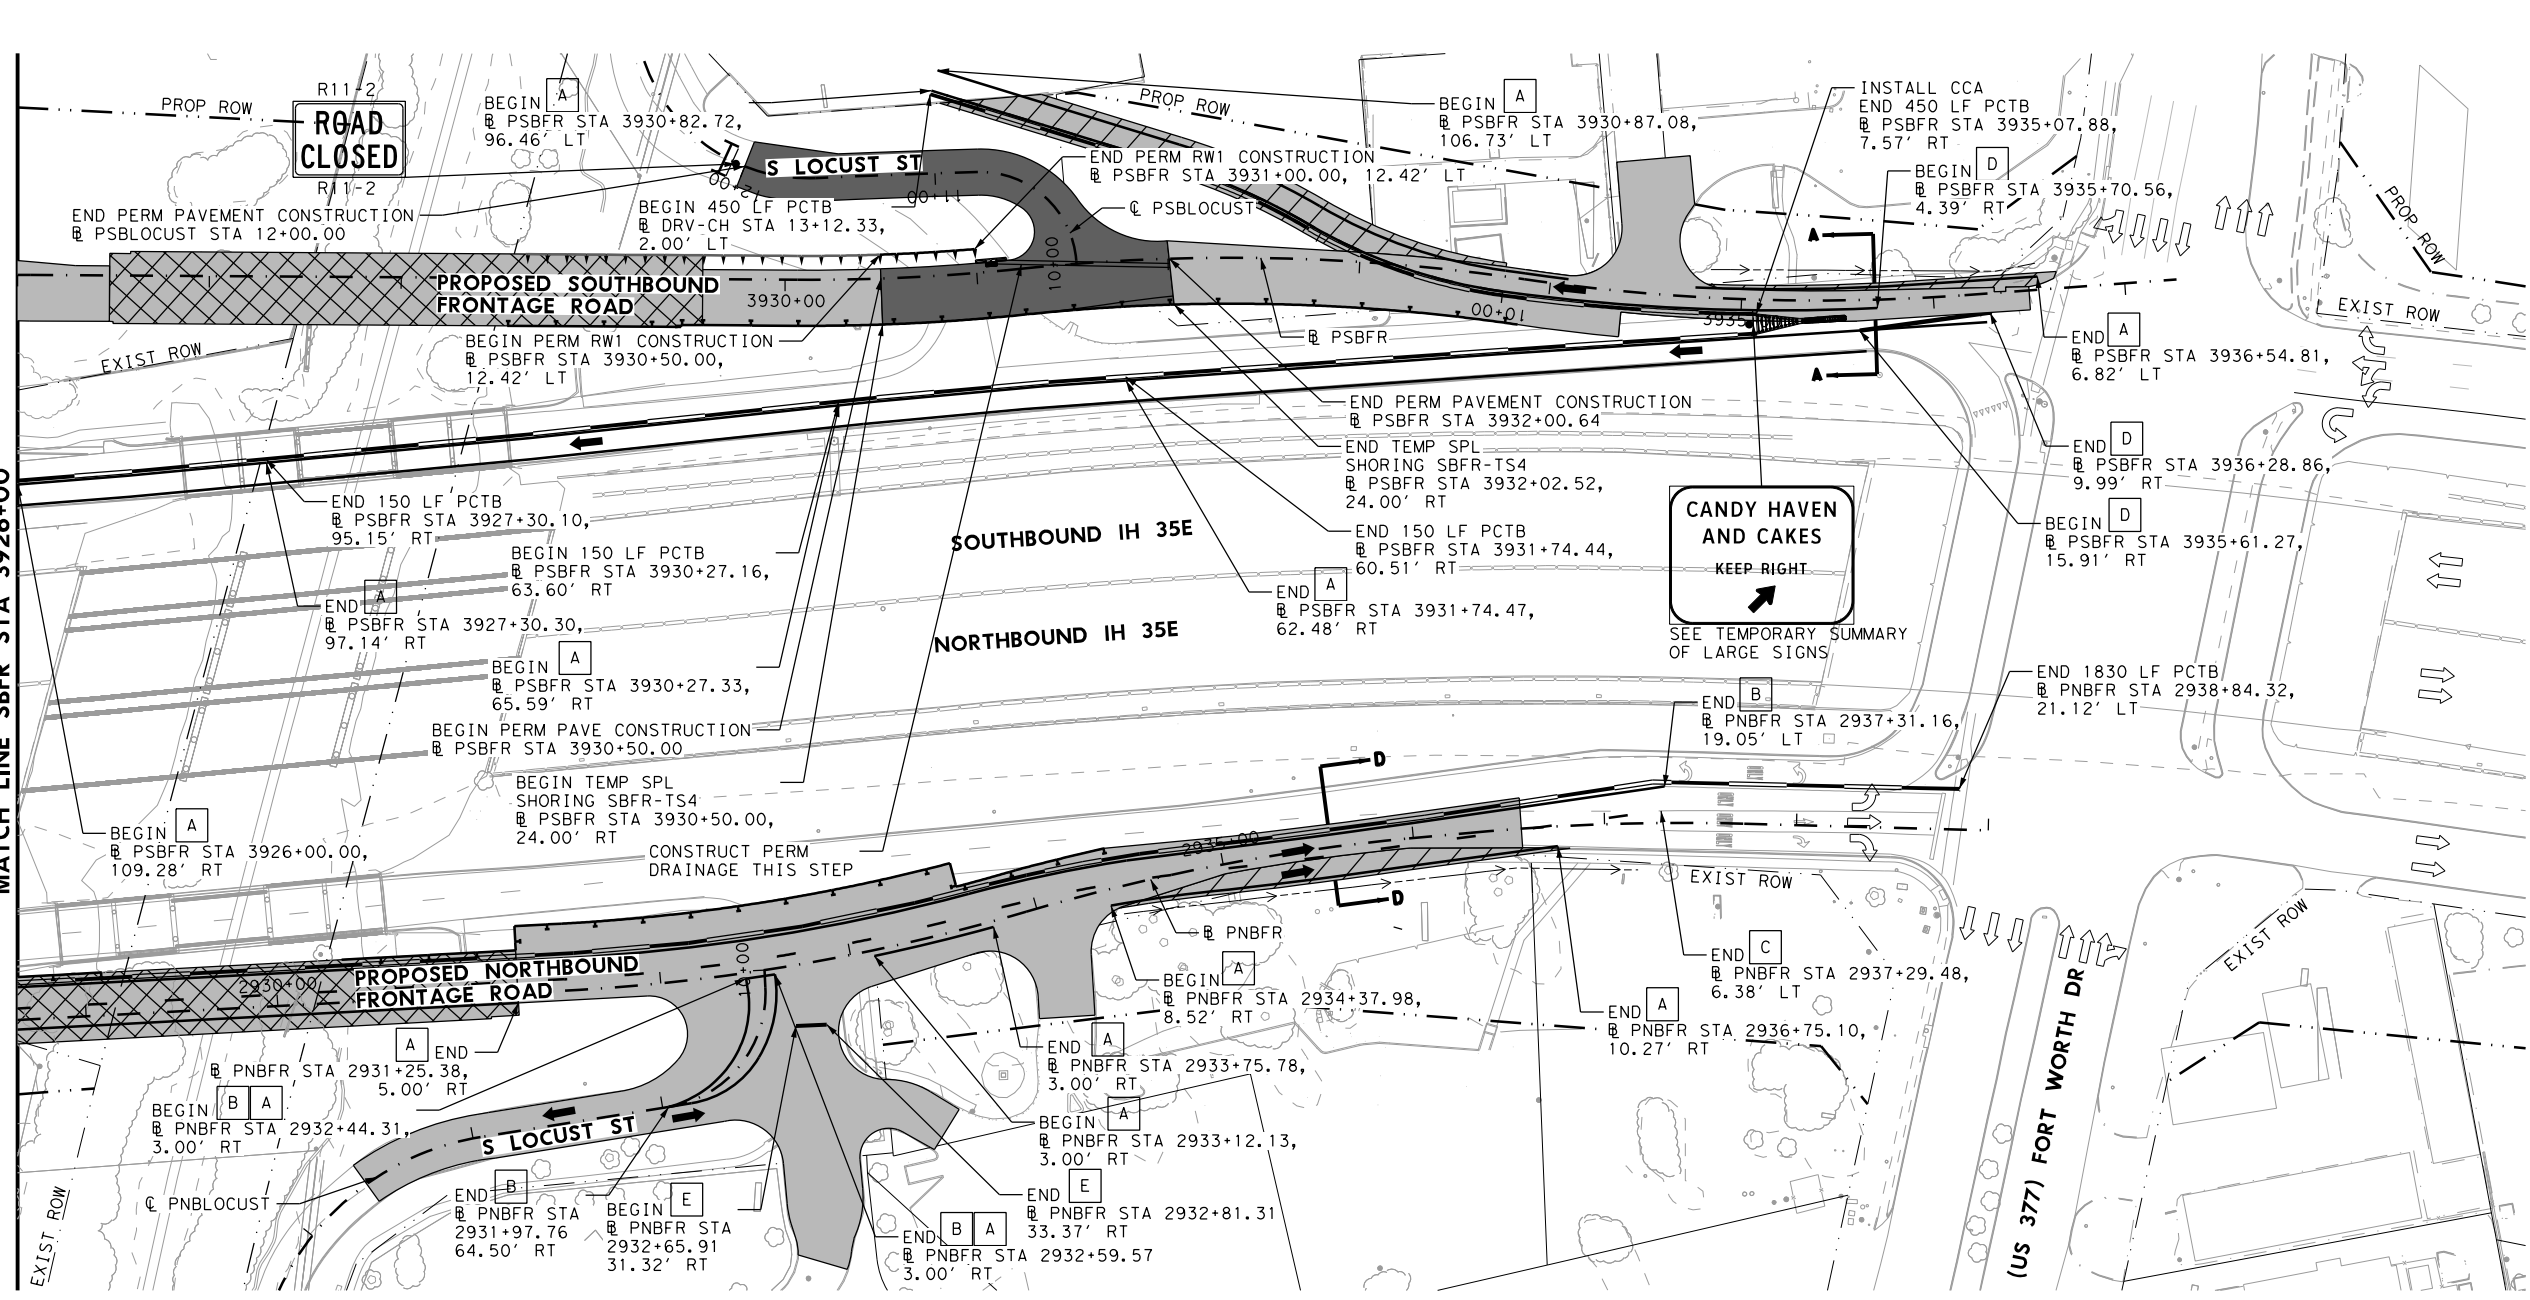 R11-2
ROAD
CLOSED
R11-2
PROP ROW
BEGIN A
℄ PSBFR STA 3930+82.72,
96.46' LT
END PERM PAVEMENT CONSTRUCTION
℄ PSBLOCUST STA 12+00.00
S LOCUST ST
12+00
11+00
10+00
BEGIN 450 LF PCTB
℄ DRV-CH STA 13+12.33,
2.00' LT
END PERM RW1 CONSTRUCTION
℄ PSBFR STA 3931+00.00, 12.42' LT
℄ PSBLOCUST
PROP ROW
BEGIN A
℄ PSBFR STA 3930+87.08,
106.73' LT
INSTALL CCA
END 450 LF PCTB
℄ PSBFR STA 3935+07.88,
7.57' RT
BEGIN D
℄ PSBFR STA 3935+70.56,
4.39' RT
A
A
PROP ROW
EXIST ROW
PROPOSED SOUTHBOUND
FRONTAGE ROAD
3930+00
10+00
3935
℄ PSBFR
EXIST ROW
BEGIN PERM RW1 CONSTRUCTION
℄ PSBFR STA 3930+50.00,
12.42' LT
END A
℄ PSBFR STA 3936+54.81,
6.82' LT
END PERM PAVEMENT CONSTRUCTION
℄ PSBFR STA 3932+00.64
END TEMP SPL
SHORING SBFR-TS4
℄ PSBFR STA 3932+02.52,
24.00' RT
END D
℄ PSBFR STA 3936+28.86,
9.99' RT
MATCH LINE SBFR STA 3926+00
END 150 LF PCTB
℄ PSBFR STA 3927+30.10,
95.15' RT
BEGIN 150 LF PCTB
℄ PSBFR STA 3930+27.16,
63.60' RT
SOUTHBOUND IH 35E
END 150 LF PCTB
℄ PSBFR STA 3931+74.44,
60.51' RT
CANDY HAVEN
AND CAKES
KEEP RIGHT
SEE TEMPORARY SUMMARY
OF LARGE SIGNS
BEGIN D
℄ PSBFR STA 3935+61.27,
15.91' RT
END A
℄ PSBFR STA 3927+30.30,
97.14' RT
END A
℄ PSBFR STA 3931+74.47,
62.48' RT
NORTHBOUND IH 35E
BEGIN A
℄ PSBFR STA 3930+27.33,
65.59' RT
BEGIN PERM PAVE CONSTRUCTION
℄ PSBFR STA 3930+50.00
END B
℄ PNBFR STA 2937+31.16,
19.05' LT
END 1830 LF PCTB
℄ PNBFR STA 2938+84.32,
21.12' LT
BEGIN TEMP SPL
SHORING SBFR-TS4
℄ PSBFR STA 3930+50.00,
24.00' RT
BEGIN A
℄ PSBFR STA 3926+00.00,
109.28' RT
CONSTRUCT PERM
DRAINAGE THIS STEP
D
D
2935+00
EXIST ROW
PROPOSED NORTHBOUND
FRONTAGE ROAD
2930+00
10+00
℄ PNBFR
BEGIN A
℄ PNBFR STA 2934+37.98,
8.52' RT
END C
℄ PNBFR STA 2937+29.48,
6.38' LT
END A
℄ PNBFR STA 2936+75.10,
10.27' RT
EXIST ROW
(US 377) FORT WORTH DR
A END
℄ PNBFR STA 2931+25.38,
5.00' RT
END A
℄ PNBFR STA 2933+75.78,
3.00' RT
BEGIN B A
℄ PNBFR STA 2932+44.31,
3.00' RT
S LOCUST ST
BEGIN A
℄ PNBFR STA 2933+12.13,
3.00' RT
℄ PNBLOCUST
EXIST ROW
END B
℄ PNBFR STA
2931+97.76
64.50' RT
BEGIN E
℄ PNBFR STA
2932+65.91
31.32' RT
END E
℄ PNBFR STA 2932+81.31
33.37' RT
END B A
℄ PNBFR STA 2932+59.57
3.00' RT